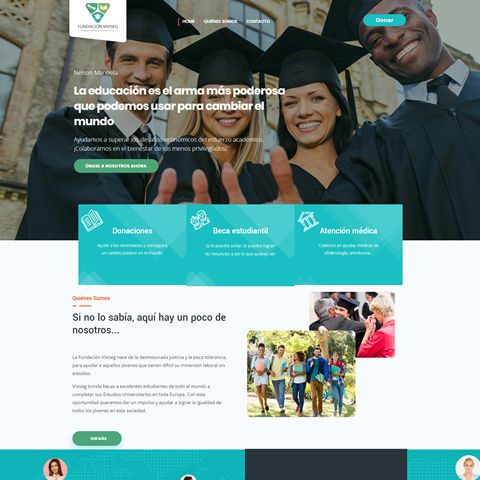 FUNDACIÓN VIVISEG
HOME
QUIÉNES SOMOS
CONTACTO
Donar
Nelson Mandela
La educación es el arma más poderosa
que podemos usar para cambiar el
mundo
Ayudamos a superar los desafíos económicos del esfuerzo académico.
¡Colaboramos en el bienestar de los menos privilegiados!
ÚNASE A NOSOTROS AHORA
Donaciones
Ayude a los necesitados y conseguirá
un cambio positivo en el mundo
Beca estudiantil
¡Si lo puedes soñar, lo puedes lograr!
No renuncies a ser lo que quieres ser
Atención médica
Colabore en ayudas médicas de
oftalmología, ortodoncia...
Quiénes Somos
Si no lo sabía, aquí hay un poco de
nosotros...
La Fundación Viviseg nace de la desmesurada justicia y la poca tolerancia,
para ayudar a aquellos jóvenes que tienen difícil su inmersión laboral sin
estudios.
Viviseg brinda becas a excelentes estudiantes de todo el mundo a
completar sus Estudios Universitarios en toda Europa. Con esta
oportunidad queremos dar un impulso y ayudar a lograr la igualdad de
todos los jóvenes en esta sociedad.
VER MÁS